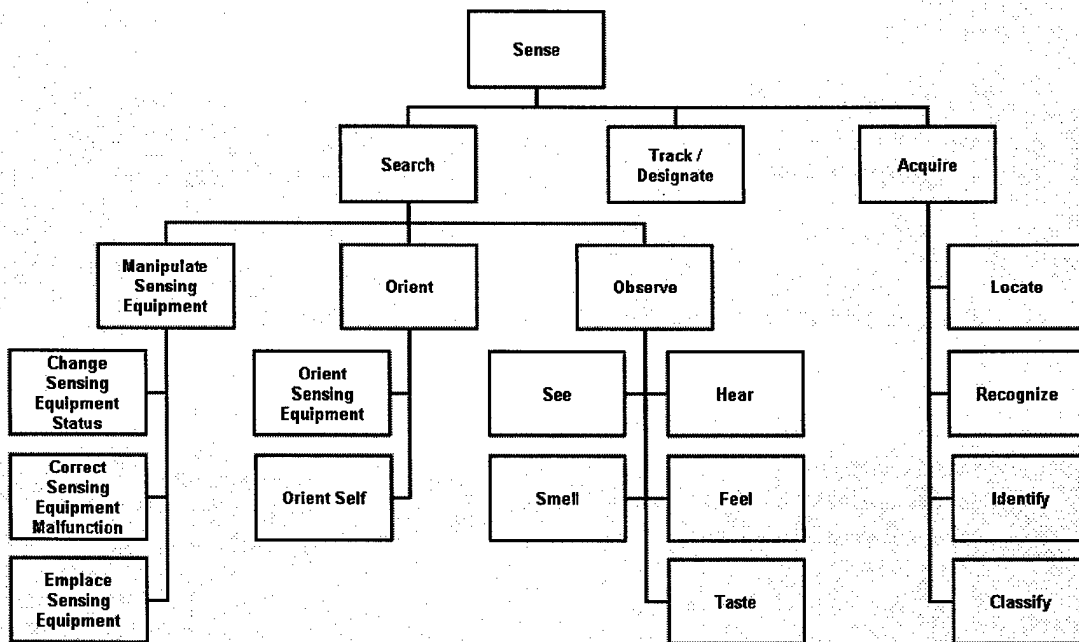 Sense
Search
Track /
Designate
Acquire
Manipulate
Sensing
Equipment
Orient
Observe
Locate
Change
Sensing
Equipment
Status
Orient
Sensing
Equipment
See
Hear
Recognize
Correct
Sensing
Equipment
Malfunction
Orient Self
Smell
Feel
Identify
Emplace
Sensing
Equipment
Taste
Classify